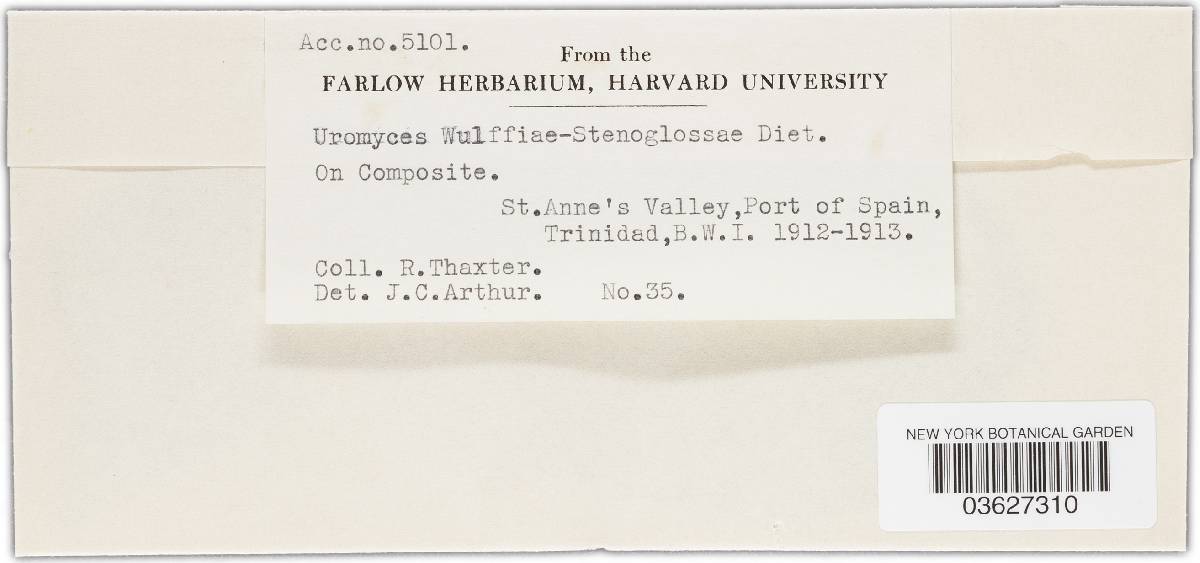 Acc.no.5101.
From the
FARLOW HERBARIUM, HARVARD UNIVERSITY
Uromyces Wulffiae-Stenoglossae Diet.
On Composite.
St.Anne's Valley,Port of Spain,
Trinidad,B.W.I. 1912-1913.
Coll. R.Thaxter.
Det. J.C.Arthur. No.35.
NEW YORK BOTANICAL GARDEN
03627310